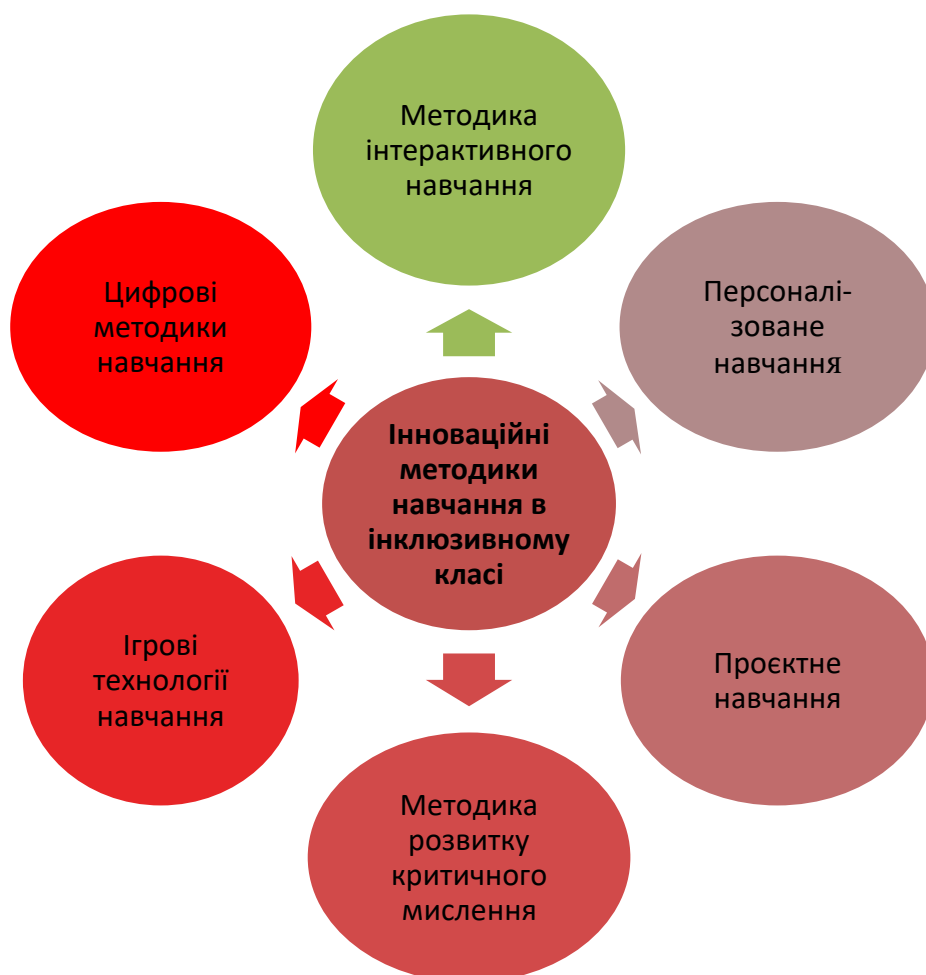 Методика
інтерактивного
навчання
Цифрові
методики
навчання
Персоналі-
зоване
навчання
Інноваційні
методики
навчання в
інклюзивному
класі
Ігрові
технології
навчання
Проєктне
навчання
Методика
розвитку
критичного
мислення